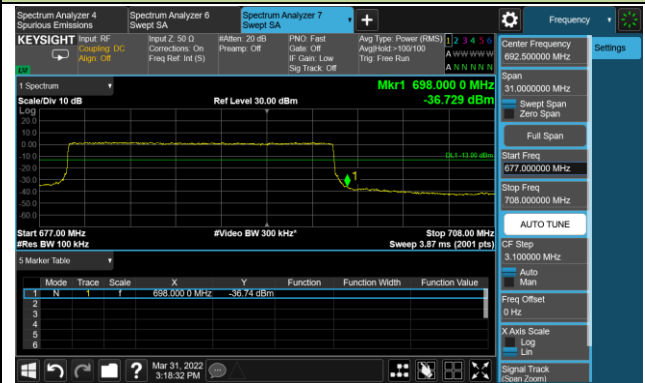 Spectrum Analyzer 4
Spurious Emissions
Spectrum Analyzer 6
Swept SA
Spectrum Analyzer 7
Swept SA
+
Frequency
KEYSIGHT
Input: RF
Coupling: DC
Align: Off
Input Z: 50 Ω
Corrections: On
Freq Ref: Int (S)
#Atten: 20 dB
Preamp: Off
PNO: Fast
Gate: Off
IF Gain: Low
Sig Track: Off
Avg Type: Power (RMS)
Avg|Hold:>100/100
Trig: Free Run
1 2 3 4 5 6
A W W W W W
A N N N N N
Center Frequency
692.500000 MHz
Settings
1 Spectrum
Mkr1 698.000 0 MHz
Scale/Div 10 dB
Ref Level 30.00 dBm
-36.729 dBm
Log
20.0
10.0
0.00
-10.0
-20.0
-30.0
-40.0
-50.0
-60.0
DL1 -13.00 dBm
1
Start 677.00 MHz
#Video BW 300 kHz*
Stop 708.00 MHz
#Res BW 100 kHz
Sweep 3.87 ms (2001 pts)
Span
31.0000000 MHz
Swept Span
Zero Span
Full Span
Start Freq
677.000000 MHz
Stop Freq
708.000000 MHz
AUTO TUNE
CF Step
3.100000 MHz
Auto
Man
Freq Offset
0 Hz
X Axis Scale
Log
Lin
Signal Track
(Span Zoom)
5 Marker Table
Mode Trace Scale X Y Function Function Width Function Value
1 N 1 f 698.000 0 MHz -36.74 dBm
2
3
4
5
6
?
Mar 31, 2022
3:18:32 PM